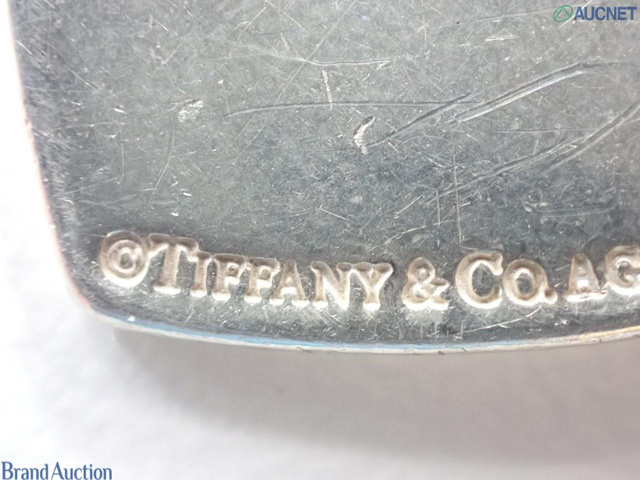 AUCNET
©TIFFANY & CO. AG
Brand Auction